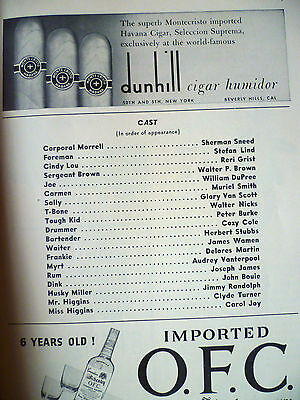 The superb Montecristo imported
Havana Cigar, Seleccion Suprema,
exclusively at the world-famous
dunhill cigar humidor
50TH AND 5TH, NEW YORK BEVERLY HILLS, CAL
CAST
(In order of appearance)
Corporal Morrell Sherman Sneed
Foreman Stefan Lind
Cindy Lou Reri Grist
Sergeant Brown Walter P. Brown
Joe William DuPree
Carmen Muriel Smith
Sally Glory Van Scott
T-Bone Walter Nicks
Tough Kid Peter Burke
Drummer Cozy Cole
Bartender Herbert Stubbs
Waiter James Wamen
Frankie Delores Martin
Myrt Audrey Vanterpool
Rum Joseph James
Dink John Bouie
Husky Miller Jimmy Randolph
Mr. Higgins Clyde Turner
Miss Higgins Carol Joy
6 YEARS OLD!
IMPORTED
O.F.C.
O.F.C.